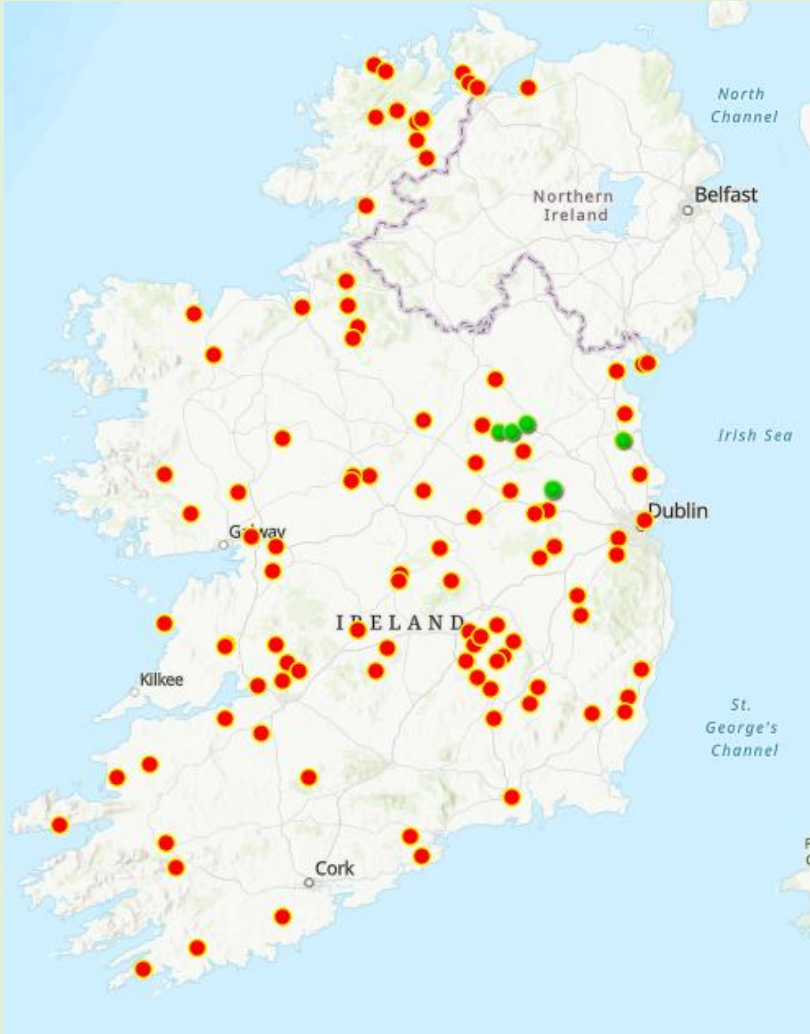 North
Channel
Belfast
Northern
Ireland
Irish Sea
Dublin
Galway
IRELAND
Kilkee
St.
George's
Channel
Cork